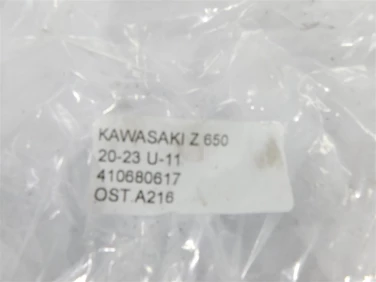 KAWASAKI Z 650
20-23 U-11
410680617
OST.A216